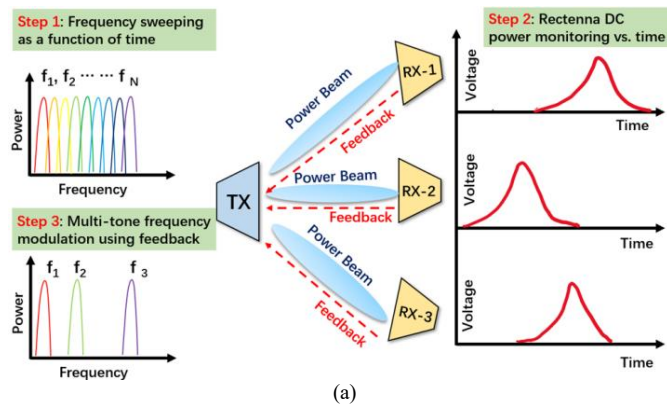 Step 1: Frequency sweeping
as a function of time
f1, f2 ··· ··· f N
Power
Frequency
Step 3: Multi-tone frequency
modulation using feedback
f1 f2 f 3
Power
Frequency
TX
Power Beam
Feedback
RX-1
Power Beam
Feedback
RX-2
Power Beam
Feedback
RX-3
Step 2: Rectenna DC
power monitoring vs. time
Voltage
Time
Voltage
Time
Voltage
Time
(a)